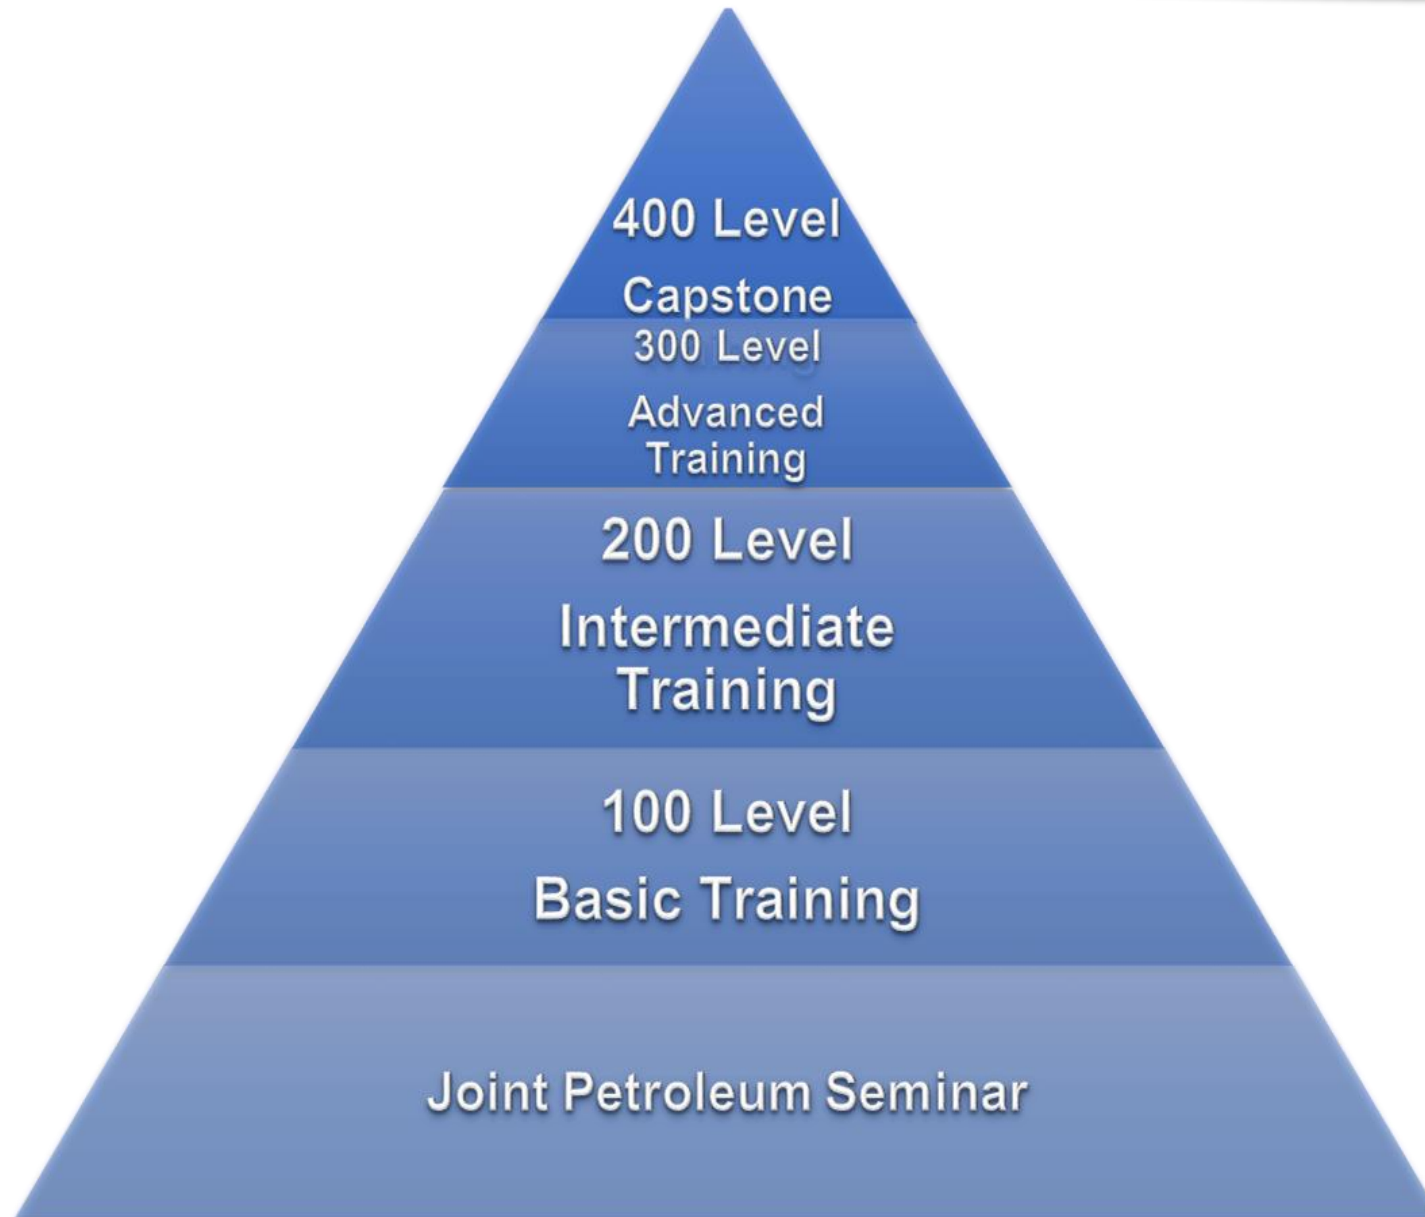 400 Level
Capstone
300 Level
Advanced
Training
200 Level
Intermediate
Training
100 Level
Basic Training
Joint Petroleum Seminar